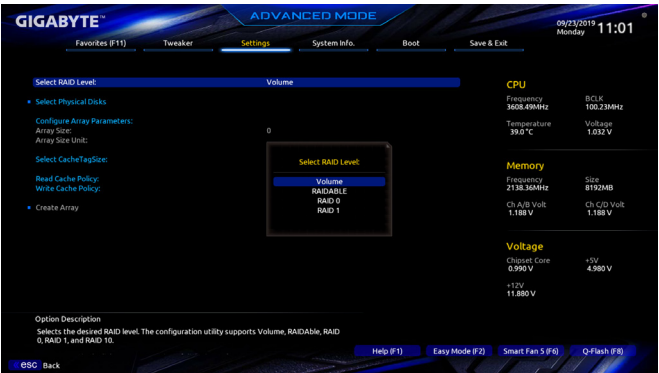 GIGABYTE™
ADVANCED MODE
09/23/2019 11:01
Monday
Favorites (F11) Tweaker Settings System Info. Boot Save & Exit
Select RAID Level: Volume
Select Physical Disks
Configure Array Parameters:
Array Size: 0
Array Size Unit:
Select CacheTagSize:
Read Cache Policy:
Write Cache Policy:
Create Array
Select RAID Level:
Volume
RAIDABLE
RAID 0
RAID 1
CPU
Frequency BCLK
3608.49MHz 100.23MHz
Temperature Voltage
39.0°C 1.032 V
Memory
Frequency Size
2138.36MHz 8192MB
Ch A/B Volt Ch C/D Volt
1.188 V 1.188 V
Voltage
Chipset Core +5V
0.990 V 4.980 V
+12V
11.880 V
Option Description
Selects the desired RAID level. The configuration utility supports Volume, RAIDAble, RAID
0, RAID 1, and RAID 10.
Help (F1) Easy Mode (F2) Smart Fan 5 (F6) Q-Flash (F8)
esc Back